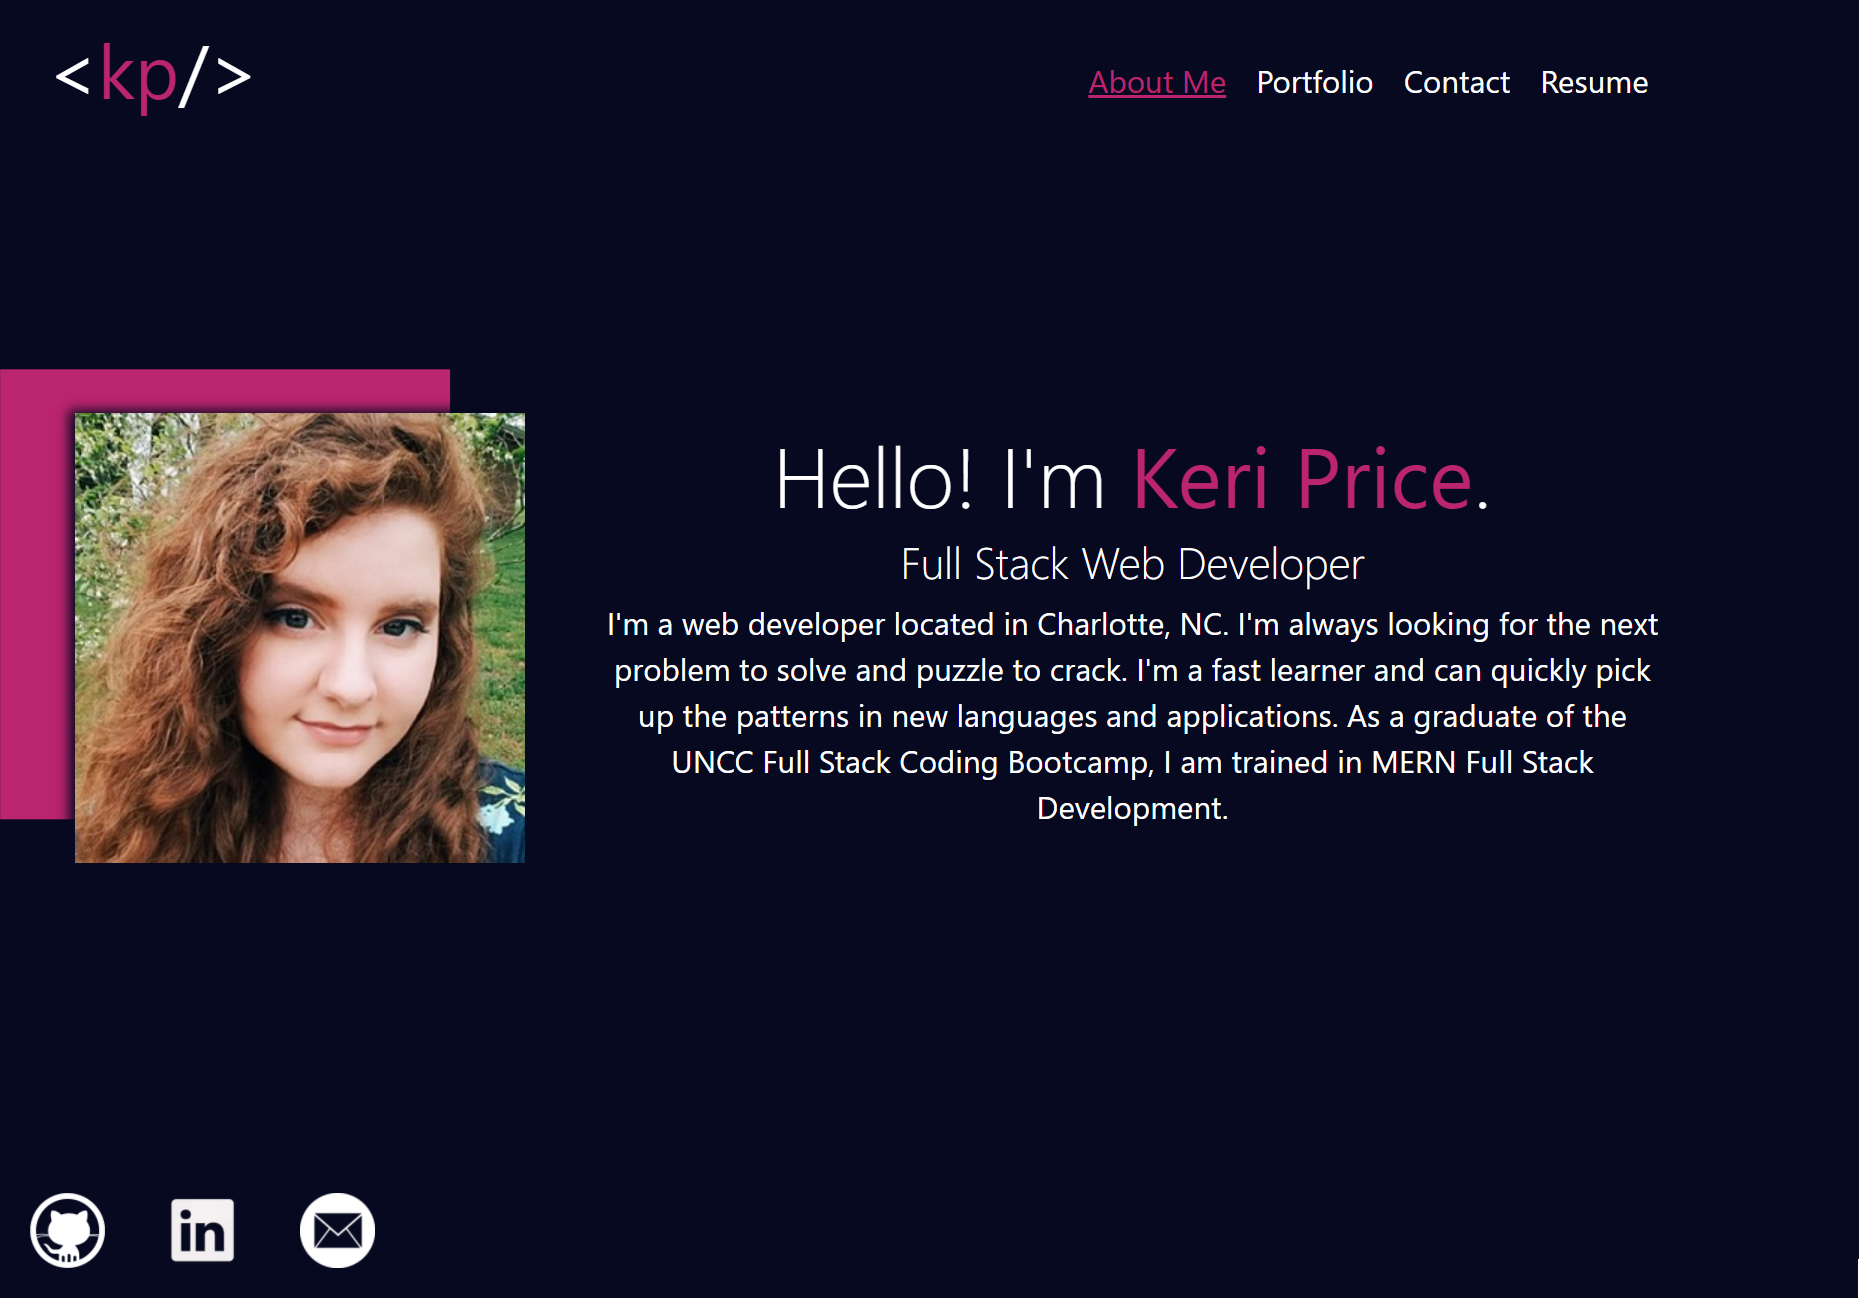 <kp/>
About Me Portfolio Contact Resume
Hello! I'm Keri Price.
Full Stack Web Developer
I'm a web developer located in Charlotte, NC. I'm always looking for the next
problem to solve and puzzle to crack. I'm a fast learner and can quickly pick
up the patterns in new languages and applications. As a graduate of the
UNCC Full Stack Coding Bootcamp, I am trained in MERN Full Stack
Development.
in